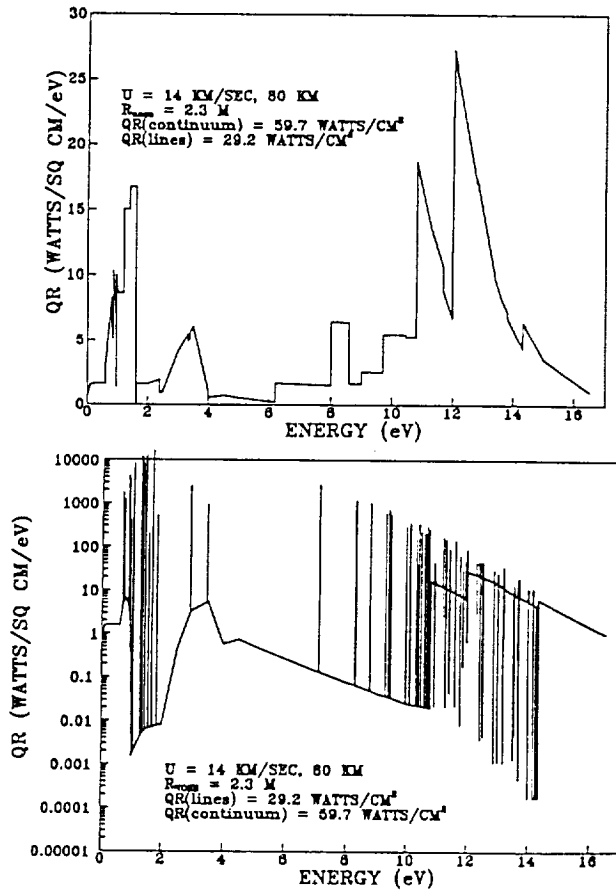 30
25
20
15
10
5
0
QR (WATTS/SQ CM/eV)
U = 14 KM/SEC, 80 KM
R = 2.3 M
QR(continuum) = 59.7 WATTS/CM²
QR(lines) = 29.2 WATTS/CM²
0 2 4 6 8 10 12 14 16
ENERGY (eV)
10000
1000
100
10
1
0.1
0.01
0.001
0.0001
0.00001
QR (WATTS/SQ CM/eV)
U = 14 KM/SEC, 80 KM
R = 2.3 M
QR(lines) = 29.2 WATTS/CM²
QR(continuum) = 59.7 WATTS/CM²
0 2 4 6 8 10 12 14 16
ENERGY (eV)